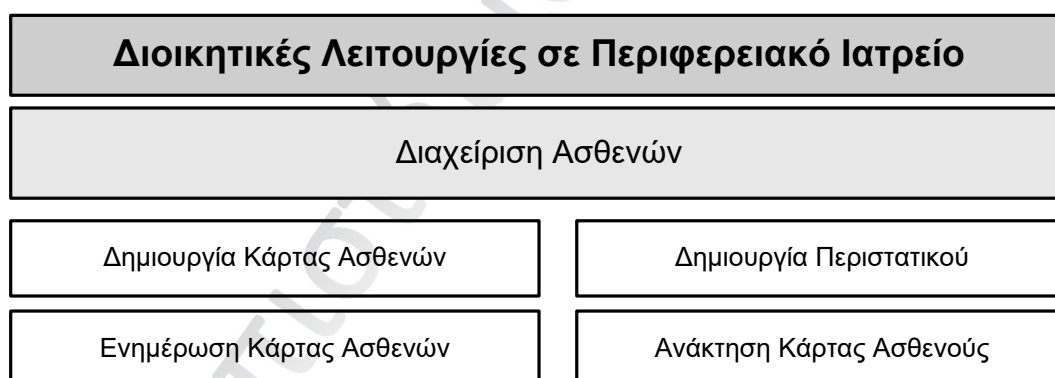 Διοικητικές Λειτουργίες σε Περιφερειακό Ιατρείο
Διαχείριση Ασθενών
Δημιουργία Κάρτας Ασθενών
Δημιουργία Περιστατικού
Ενημέρωση Κάρτας Ασθενών
Ανάκτηση Κάρτας Ασθενούς